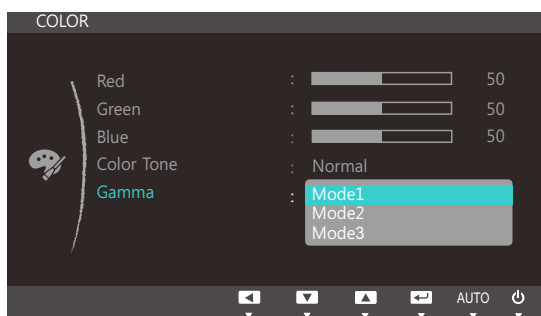 COLOR
Red : 50
Green : 50
Blue : 50
Color Tone : Normal
Gamma : Mode1
Mode2
Mode3
AUTO